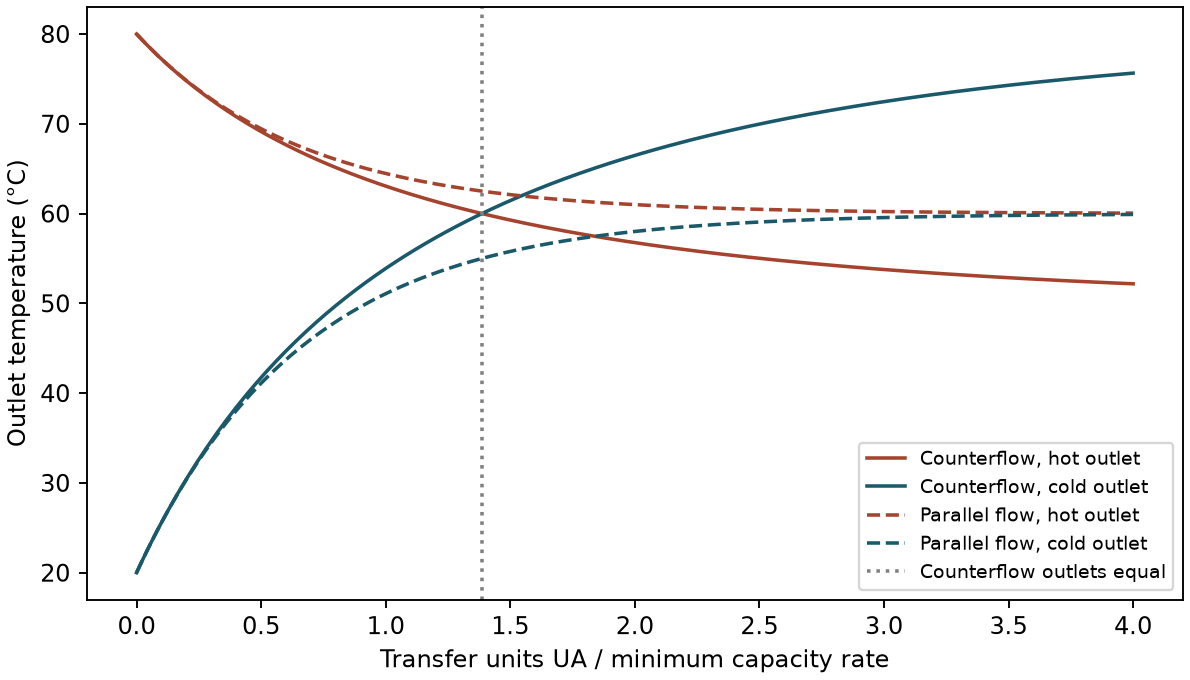 80
70
60
50
40
30
20
Outlet temperature (°C)
0.0 0.5 1.0 1.5 2.0 2.5 3.0 3.5 4.0
Transfer units UA / minimum capacity rate
Counterflow, hot outlet
Counterflow, cold outlet
Parallel flow, hot outlet
Parallel flow, cold outlet
Counterflow outlets equal